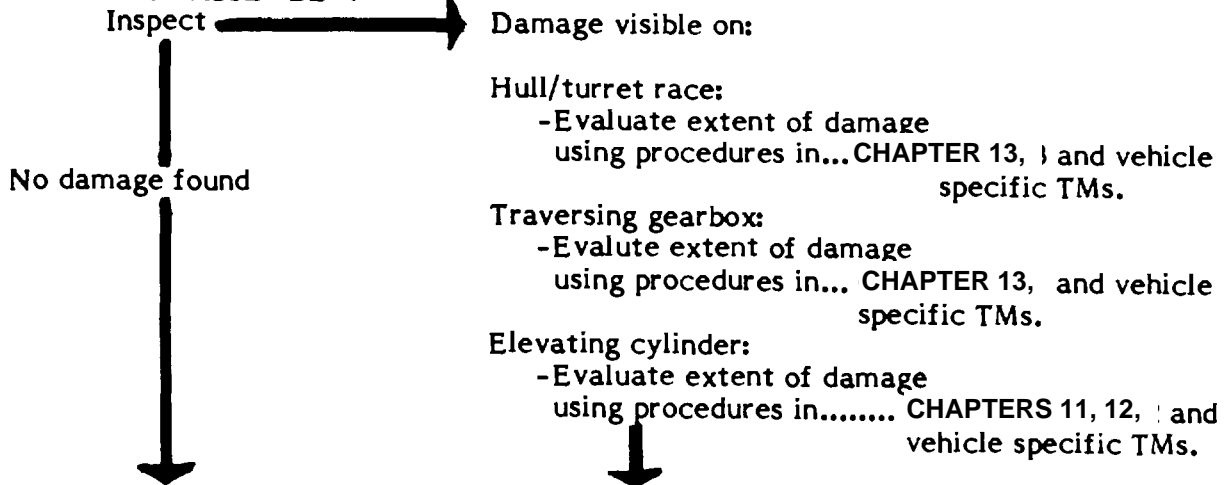 Inspect
Damage visible on:
Hull/turret race:
-Evaluate extent of damage
using procedures in... CHAPTER 13, and vehicle
specific TMs.
No damage found
Traversing gearbox:
-Evalute extent of damage
using procedures in... CHAPTER 13, and vehicle
specific TMs.
Elevating cylinder:
-Evaluate extent of damage
using procedures in........ CHAPTERS 11, 12, and
vehicle specific TMs.